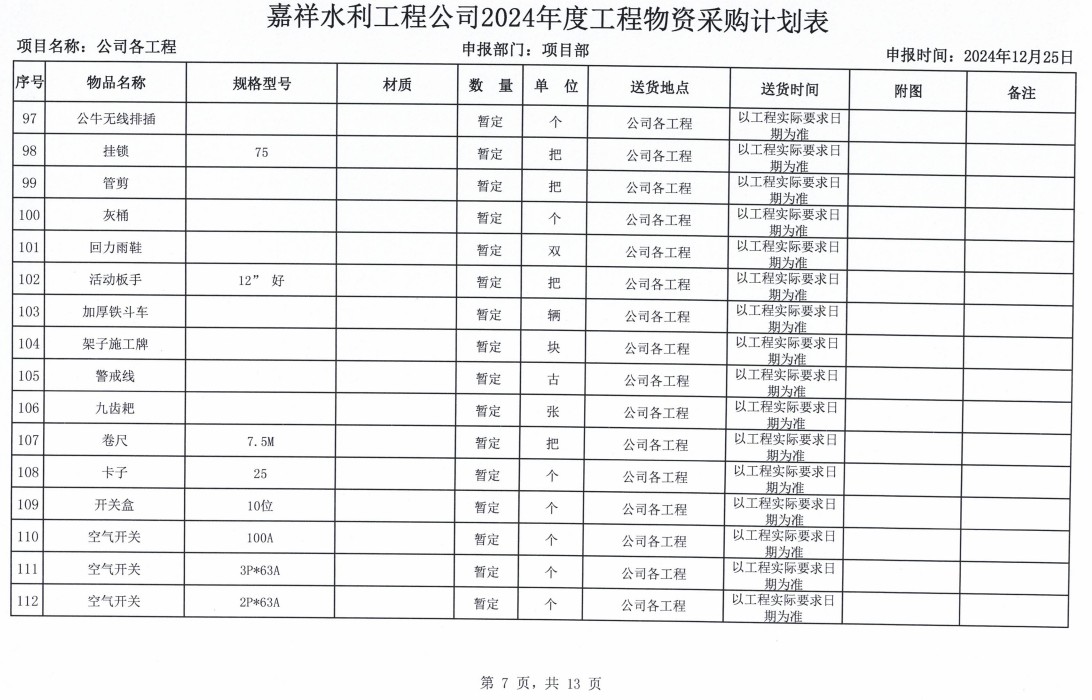 嘉祥水利工程公司2024年度工程物资采购计划表
项目名称：公司各工程 申报部门：项目部 申报时间：2024年12月25日
序号 物品名称 规格型号 材质 数 量 单 位 送货地点 送货时间 附图 备注
97 公牛无线排插 暂定 个 公司各工程 以工程实际要求日期为准
98 挂锁 75 暂定 把 公司各工程 以工程实际要求日期为准
99 管剪 暂定 把 公司各工程 以工程实际要求日期为准
100 灰桶 暂定 个 公司各工程 以工程实际要求日期为准
101 回力雨鞋 暂定 双 公司各工程 以工程实际要求日期为准
102 活动板手 12” 好 暂定 把 公司各工程 以工程实际要求日期为准
103 加厚铁斗车 暂定 辆 公司各工程 以工程实际要求日期为准
104 架子施工牌 暂定 块 公司各工程 以工程实际要求日期为准
105 警戒线 暂定 古 公司各工程 以工程实际要求日期为准
106 九齿耙 暂定 张 公司各工程 以工程实际要求日期为准
107 卷尺 7.5M 暂定 把 公司各工程 以工程实际要求日期为准
108 卡子 25 暂定 个 公司各工程 以工程实际要求日期为准
109 开关盒 10位 暂定 个 公司各工程 以工程实际要求日期为准
110 空气开关 100A 暂定 个 公司各工程 以工程实际要求日期为准
111 空气开关 3P*63A 暂定 个 公司各工程 以工程实际要求日期为准
112 空气开关 2P*63A 暂定 个 公司各工程 以工程实际要求日期为准
第 7 页，共 13 页